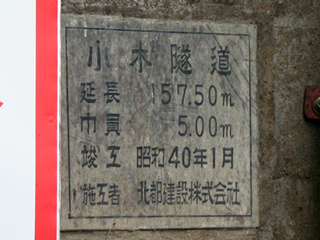 小木隧道
延長 157.50m
巾員 5.00m
竣工 昭和40年1月
施工者 北都建設株式会社